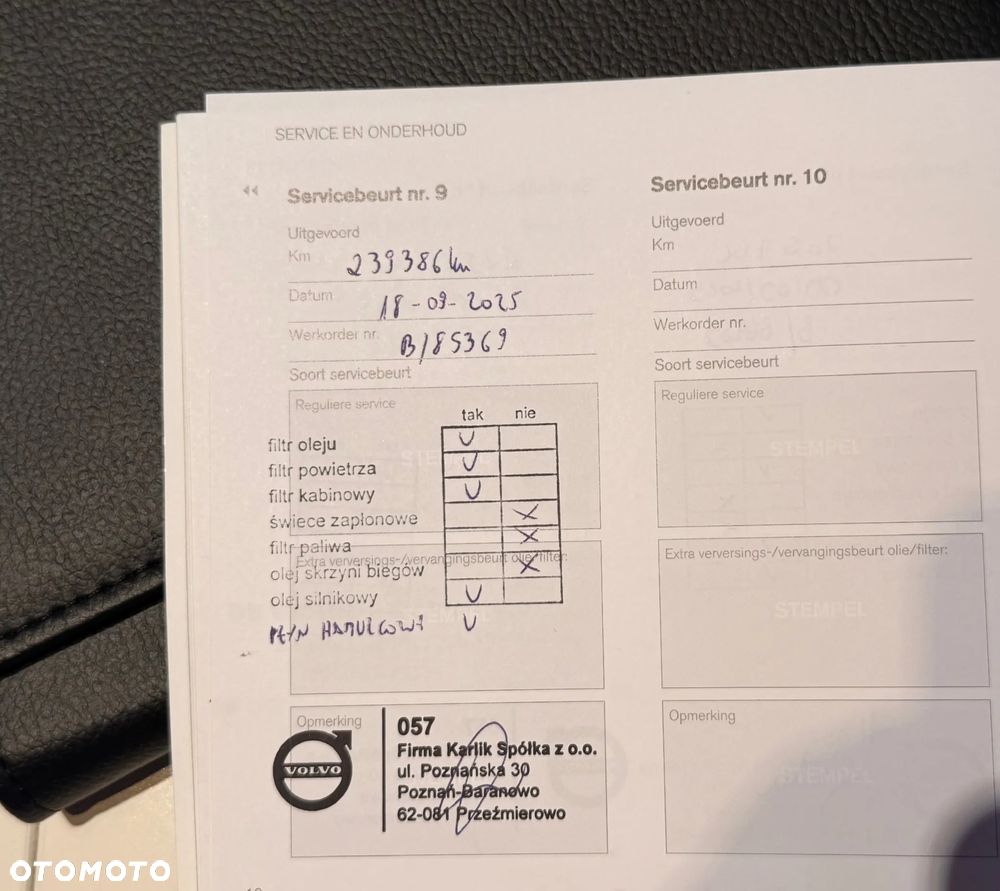 SERVICE EN ONDERHOUD
Servicebeurt nr. 9
Uitgevoerd
Km 239386 km
Datum 18-09-2025
Werkorder nr. B/85369
Soort servicebeurt
Reguliere service
tak nie
filtr oleju V
filtr powietrza V
filtr kabinowy V
świece zapłonowe X
filtr paliwa X
Extra verversings-/vervangingsbeurt olie/filter:
olej skrzyni biegów X
olej silnikowy V
PŁYN HAMULCOWY V
Opmerking
VOLVO
057
Firma Karlik Spółka z o.o.
ul. Poznańska 30
Poznań-Baranowo
62-081 Przeźmierowo
Servicebeurt nr. 10
Uitgevoerd
Km
Datum
Werkorder nr.
Soort servicebeurt
Reguliere service
STEMPEL
Extra verversings-/vervangingsbeurt olie/filter:
STEMPEL
Opmerking
STEMPEL
OTOMOTO